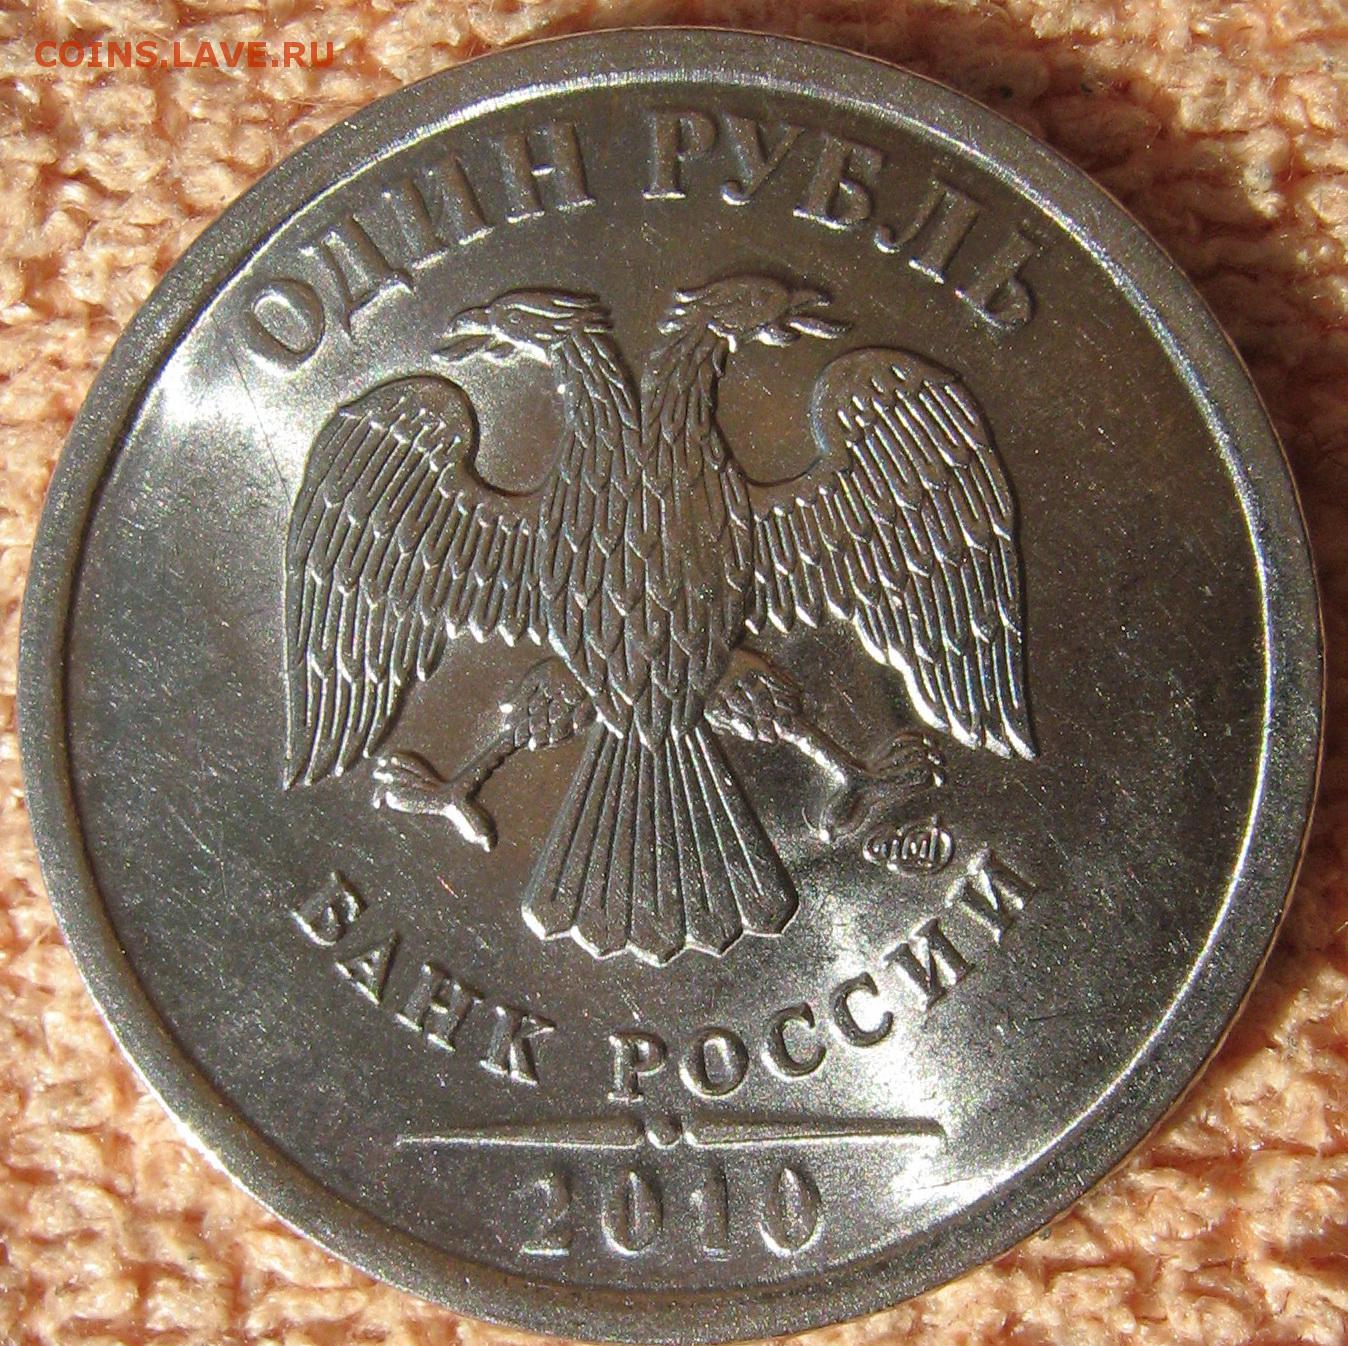 COINS.LAVE.RU
ОДИН РУБЛЬ
БАНК РОССИИ
2010